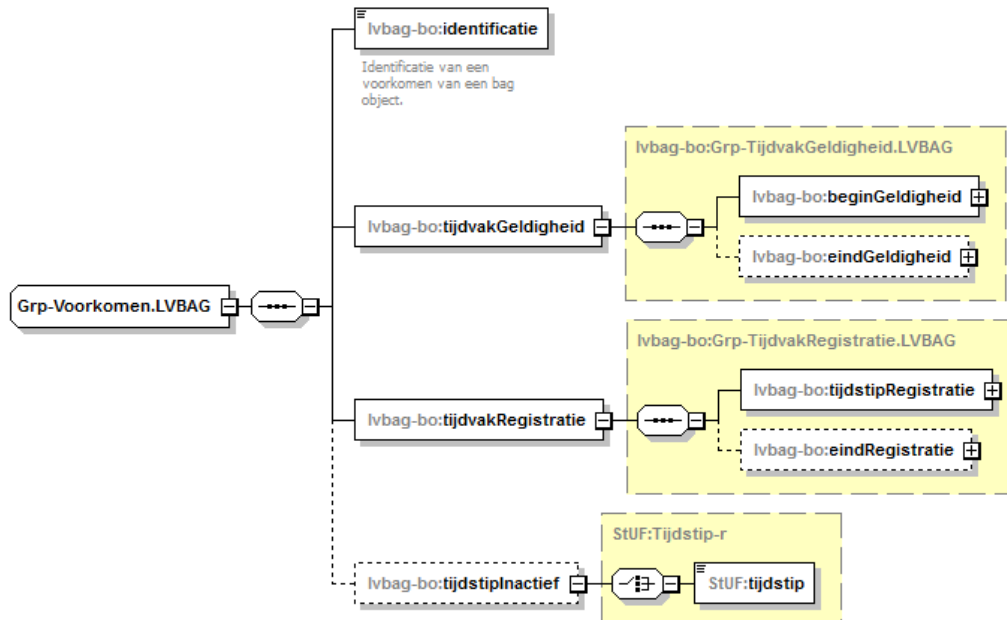 lvbag-bo:identificatie
Identificatie van een
voorkomen van een bag
object.
lvbag-bo:Grp-TijdvakGeldigheid.LVBAG
lvbag-bo:beginGeldigheid
lvbag-bo:tijdvakGeldigheid
lvbag-bo:eindGeldigheid
Grp-Voorkomen.LVBAG
lvbag-bo:Grp-TijdvakRegistratie.LVBAG
lvbag-bo:tijdstipRegistratie
lvbag-bo:tijdvakRegistratie
lvbag-bo:eindRegistratie
StUF:Tijdstip-r
lvbag-bo:tijdstipInactief
StUF:tijdstip